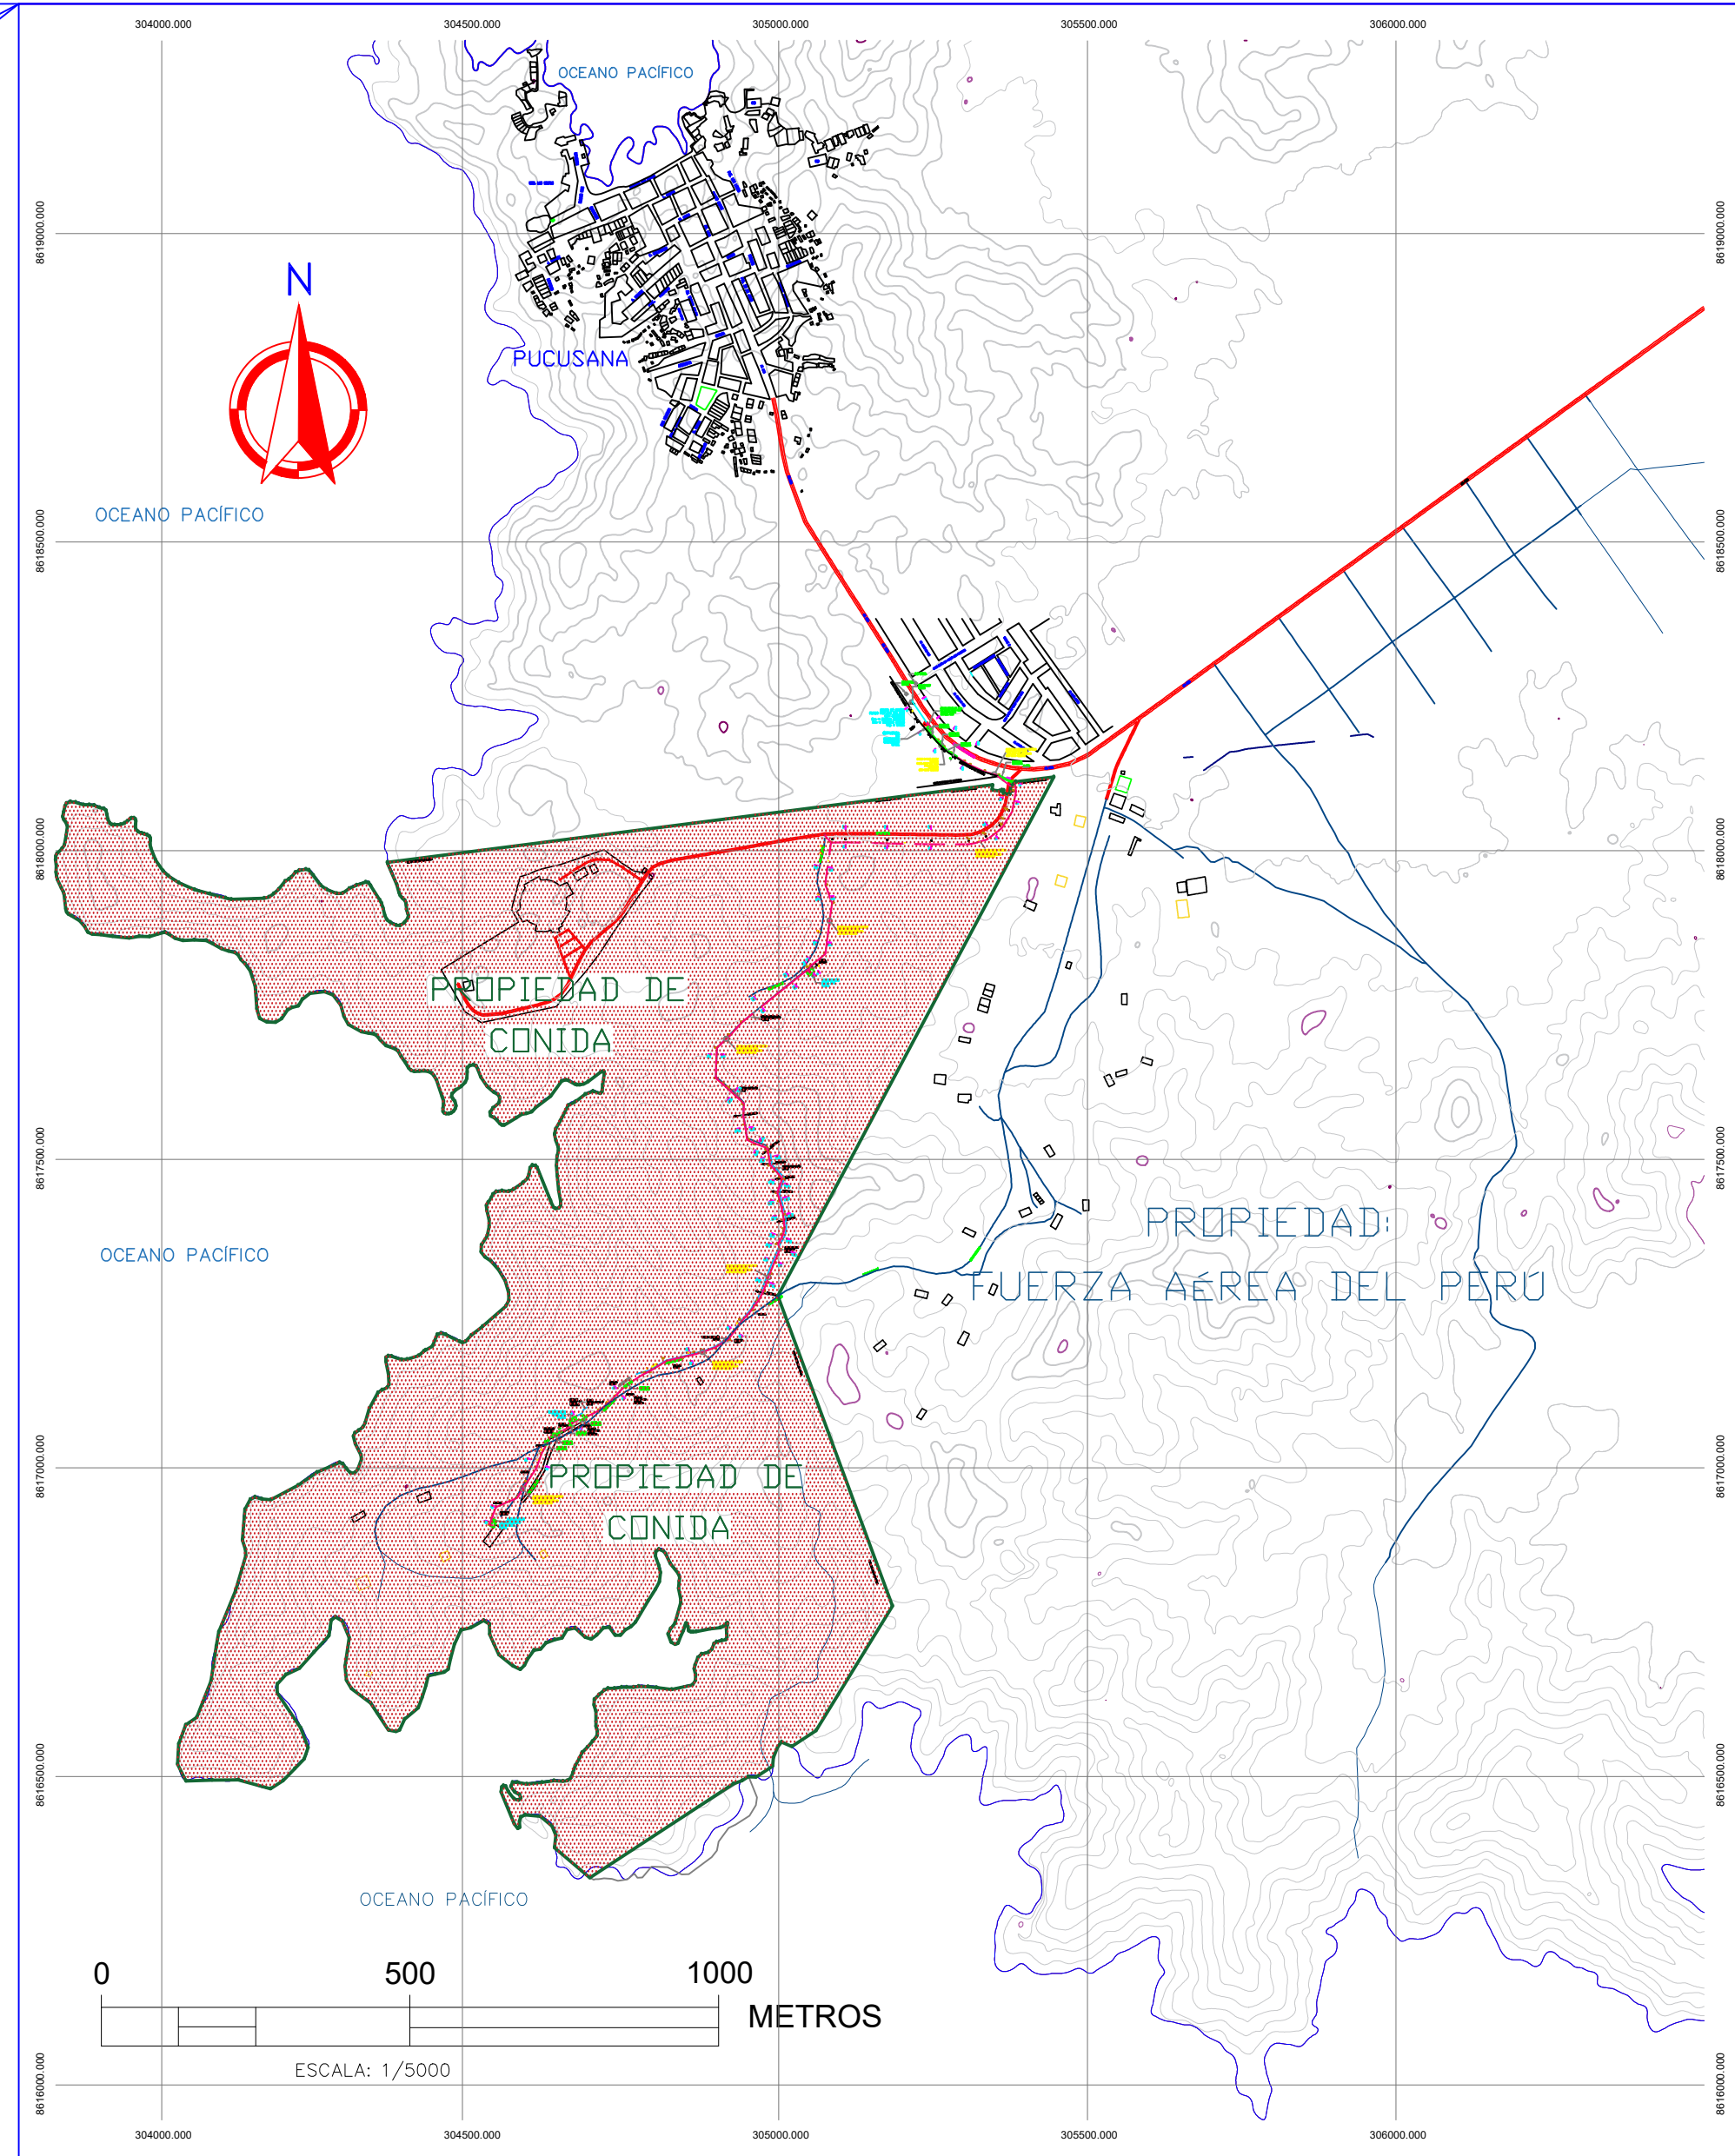 304000.000
304500.000
305000.000
305500.000
306000.000
OCEANO PACÍFICO
8619000.000
8619000.000
N
PUCUSANA
OCEANO PACÍFICO
8618500.000
8618500.000
8618000.000
8618000.000
PROPIEDAD DE
CONIDA
8617500.000
8617500.000
PROPIEDAD:
OCEANO PACÍFICO
FUERZA AéREA DEL PERÚ
8617000.000
8617000.000
PROPIEDAD DE
CONIDA
8616500.000
8616500.000
OCEANO PACÍFICO
0 500 1000
METROS
ESCALA: 1/5000
8616000.000
8616000.000
304000.000
304500.000
305000.000
305500.000
306000.000